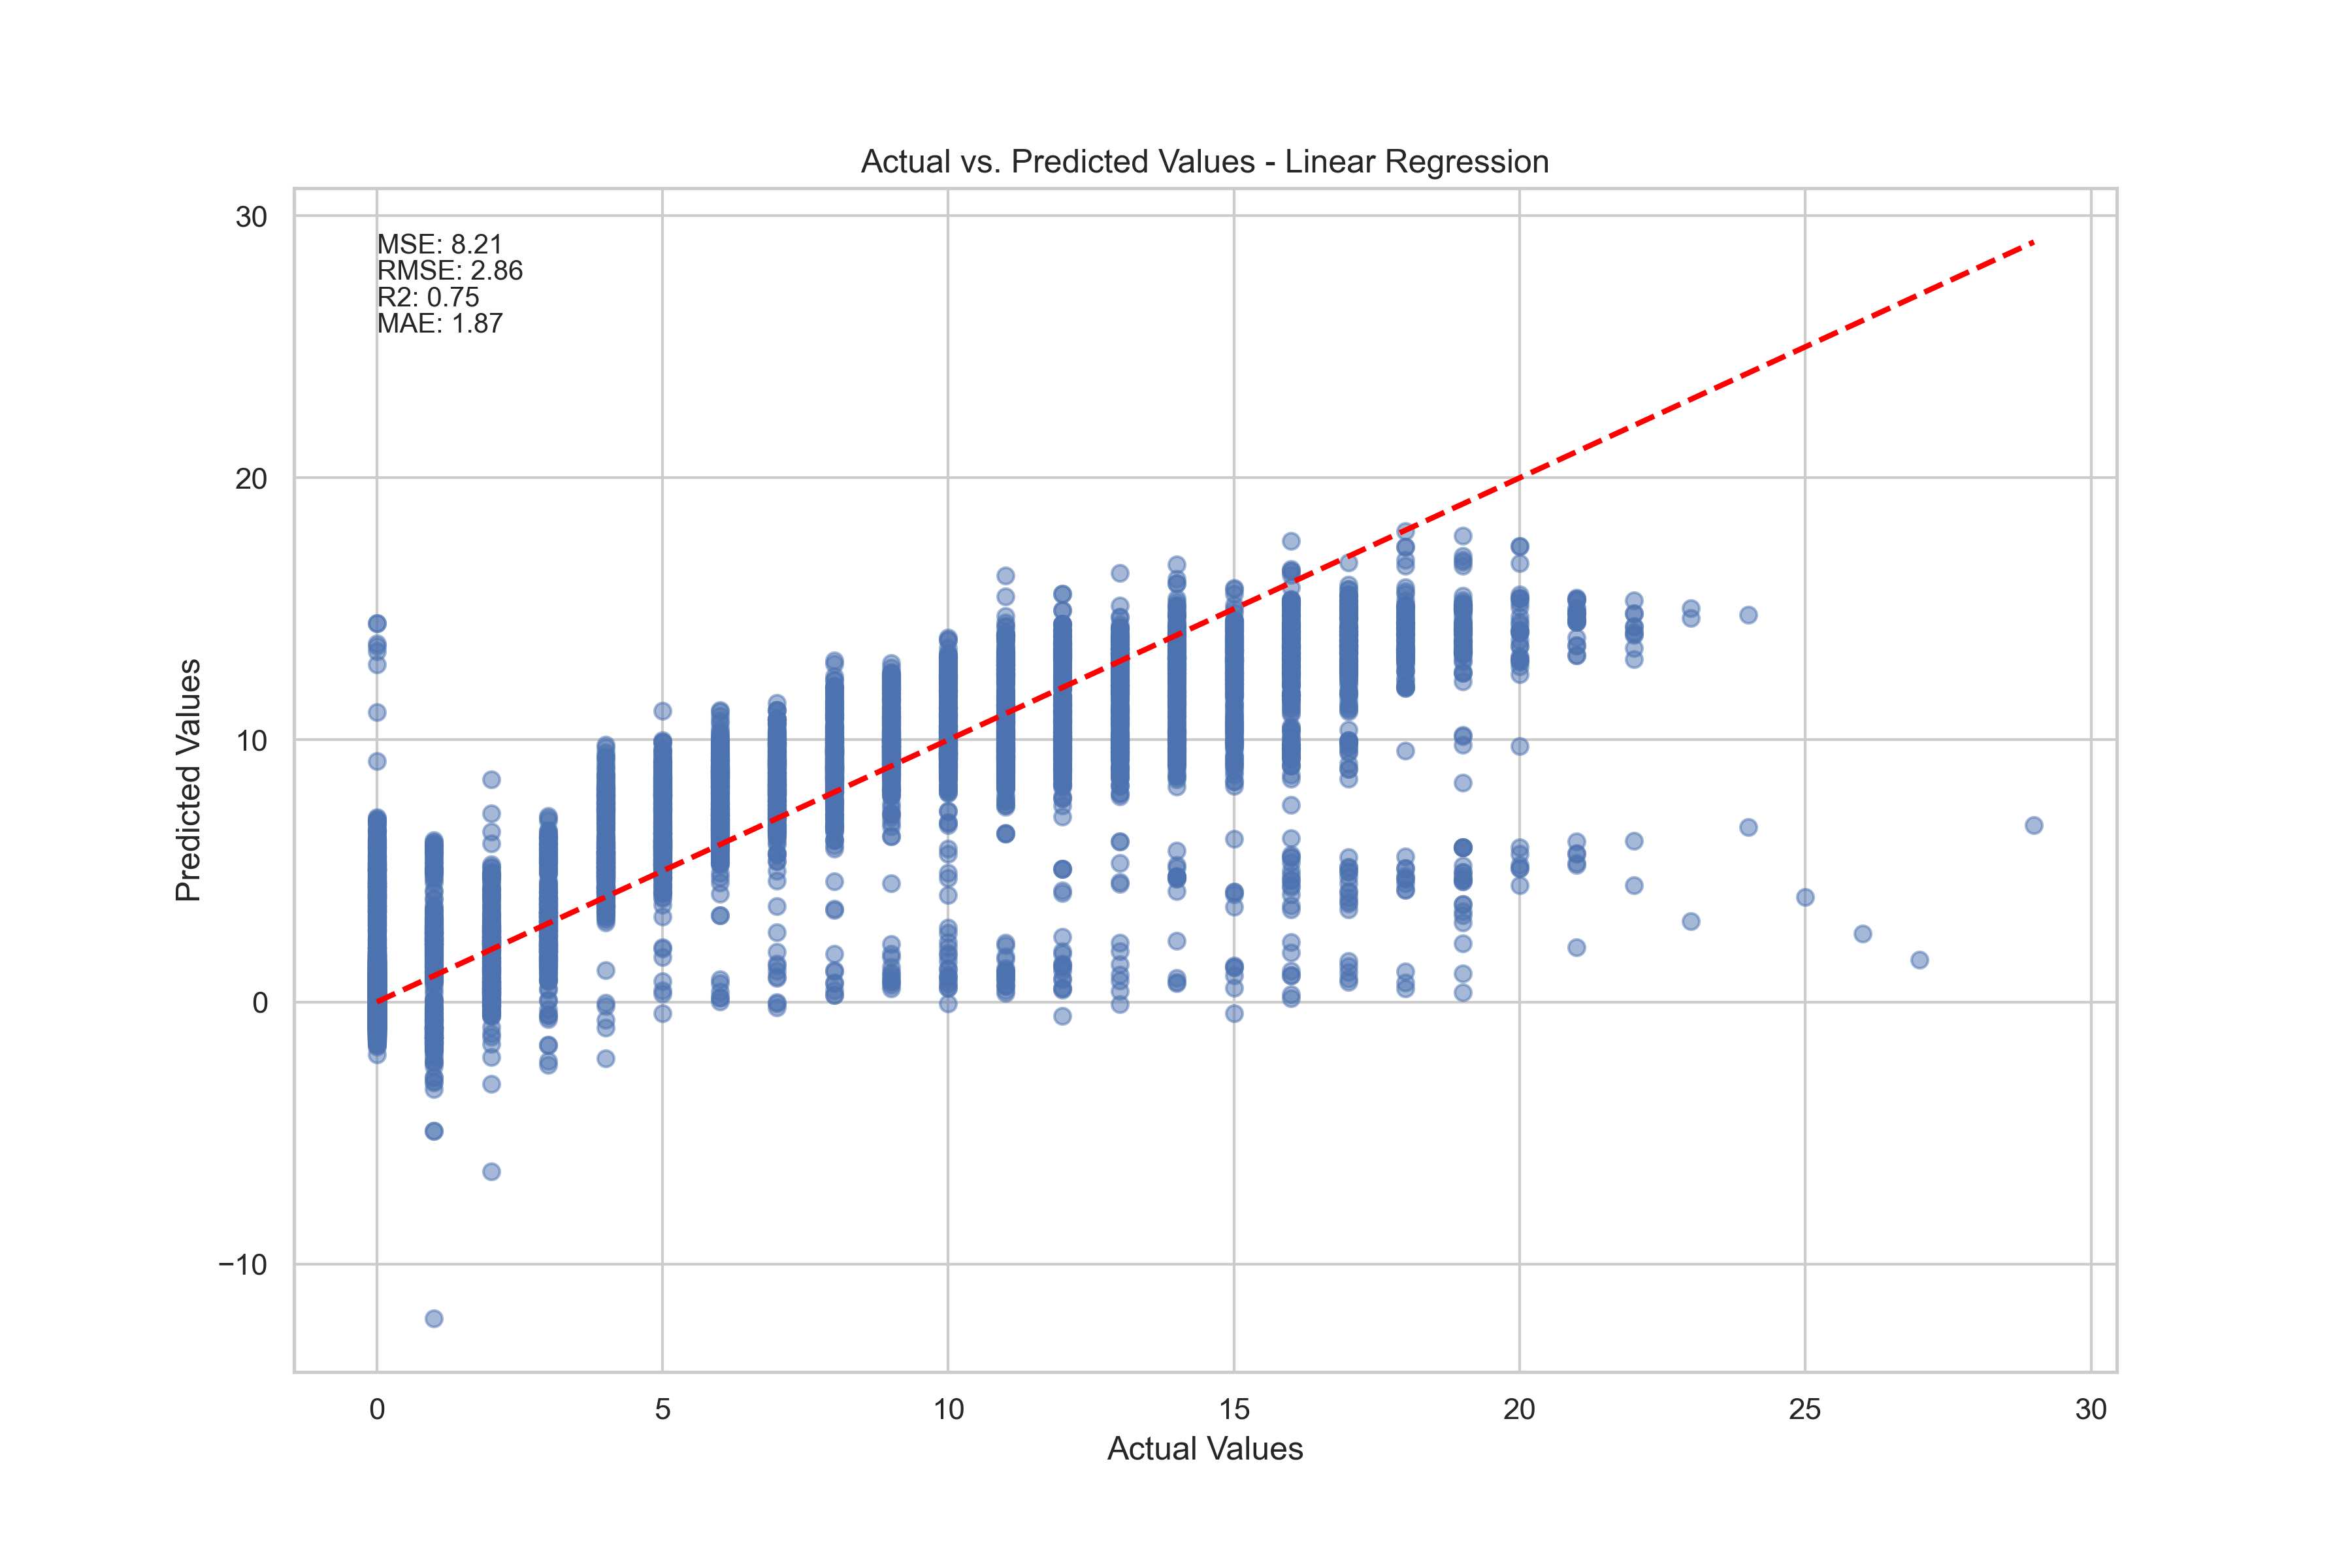 Actual vs. Predicted Values - Linear Regression
30
MSE: 8.21
RMSE: 2.86
R2: 0.75
MAE: 1.87
20
10
0
−10
Predicted Values
0 5 10 15 20 25 30
Actual Values